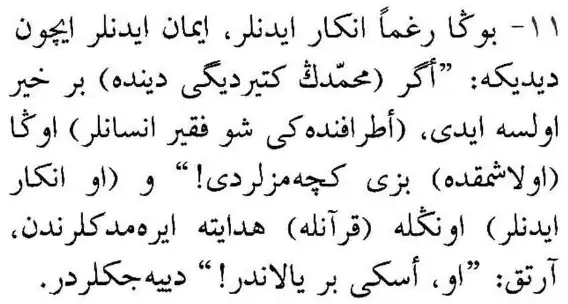 ١١- بوڭا رغماً انكار ايدنلر، ايمان ايدنلر ايچون
ديديكه: ”أگر (محمّدڭ كتيرديگى دينده) بر خير
اولسه ايدى، (أطرافنده‌كى شو فقير انسانلر) اوڭا
(اولاشمقده) بزى كچه‌مزلردى!“ و (او انكار
ايدنلر) اونڭله (قرآنله) هدايته ايره‌مدكلرندن،
آرتق: ”او، أسكى بر يالاندر!“ دييه‌جكلردر.